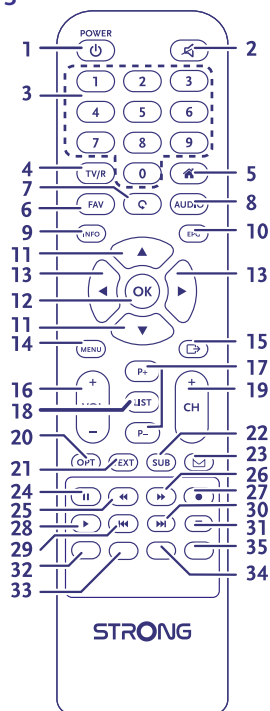 POWER
1 2
1 2 3
3
4 5 6
7 8 9
4 TV/R 0 5
7
6 FAV AUDIO 8
9 INFO EPG 10
11
13 13
12 OK
11
14 MENU 15
P+ 17
16 + + 19
VOL CH
18 LIST
− P− −
20 22
OPT TEXT SUB 23
21 26
24 27
25 30
28 31
29 35
32 34
33
STRONG